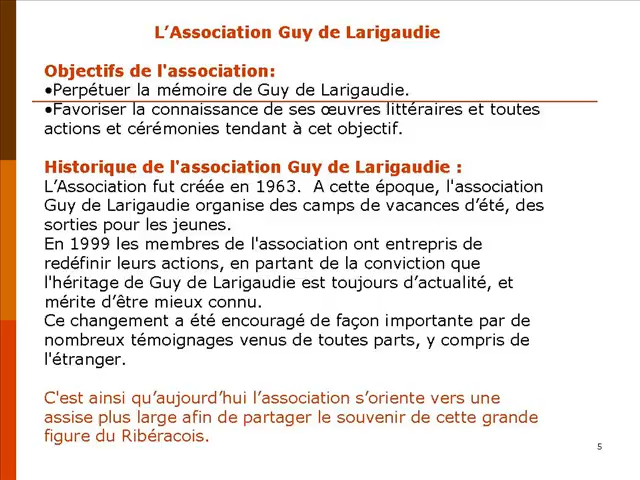 L’Association Guy de Larigaudie
Objectifs de l'association:
•Perpétuer la mémoire de Guy de Larigaudie.
•Favoriser la connaissance de ses œuvres littéraires et toutes
actions et cérémonies tendant à cet objectif.
Historique de l'association Guy de Larigaudie :
L’Association fut créée en 1963.  A cette époque, l'association
Guy de Larigaudie organise des camps de vacances d’été, des
sorties pour les jeunes.
En 1999 les membres de l'association ont entrepris de
redéfinir leurs actions, en partant de la conviction que
l'héritage de Guy de Larigaudie est toujours d’actualité, et
mérite d’être mieux connu.
Ce changement a été encouragé de façon importante par de
nombreux témoignages venus de toutes parts, y compris de
l'étranger.
C'est ainsi qu’aujourd’hui l’association s’oriente vers une
assise plus large afin de partager le souvenir de cette grande
figure du Ribéracois.
5